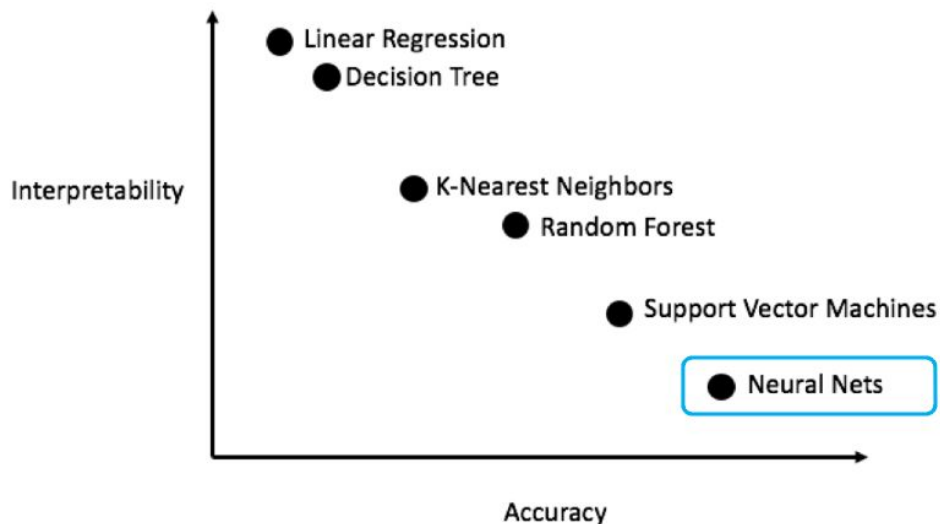 Linear Regression
Decision Tree
Interpretability
K-Nearest Neighbors
Random Forest
Support Vector Machines
Neural Nets
Accuracy